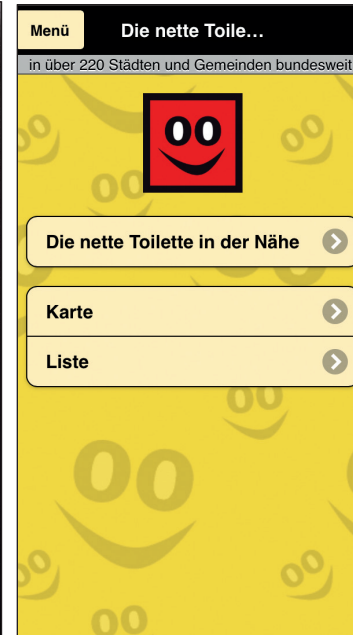 Menü
Die nette Toile...
in über 220 Städten und Gemeinden bundesweit
Die nette Toilette in der Nähe
Karte
Liste